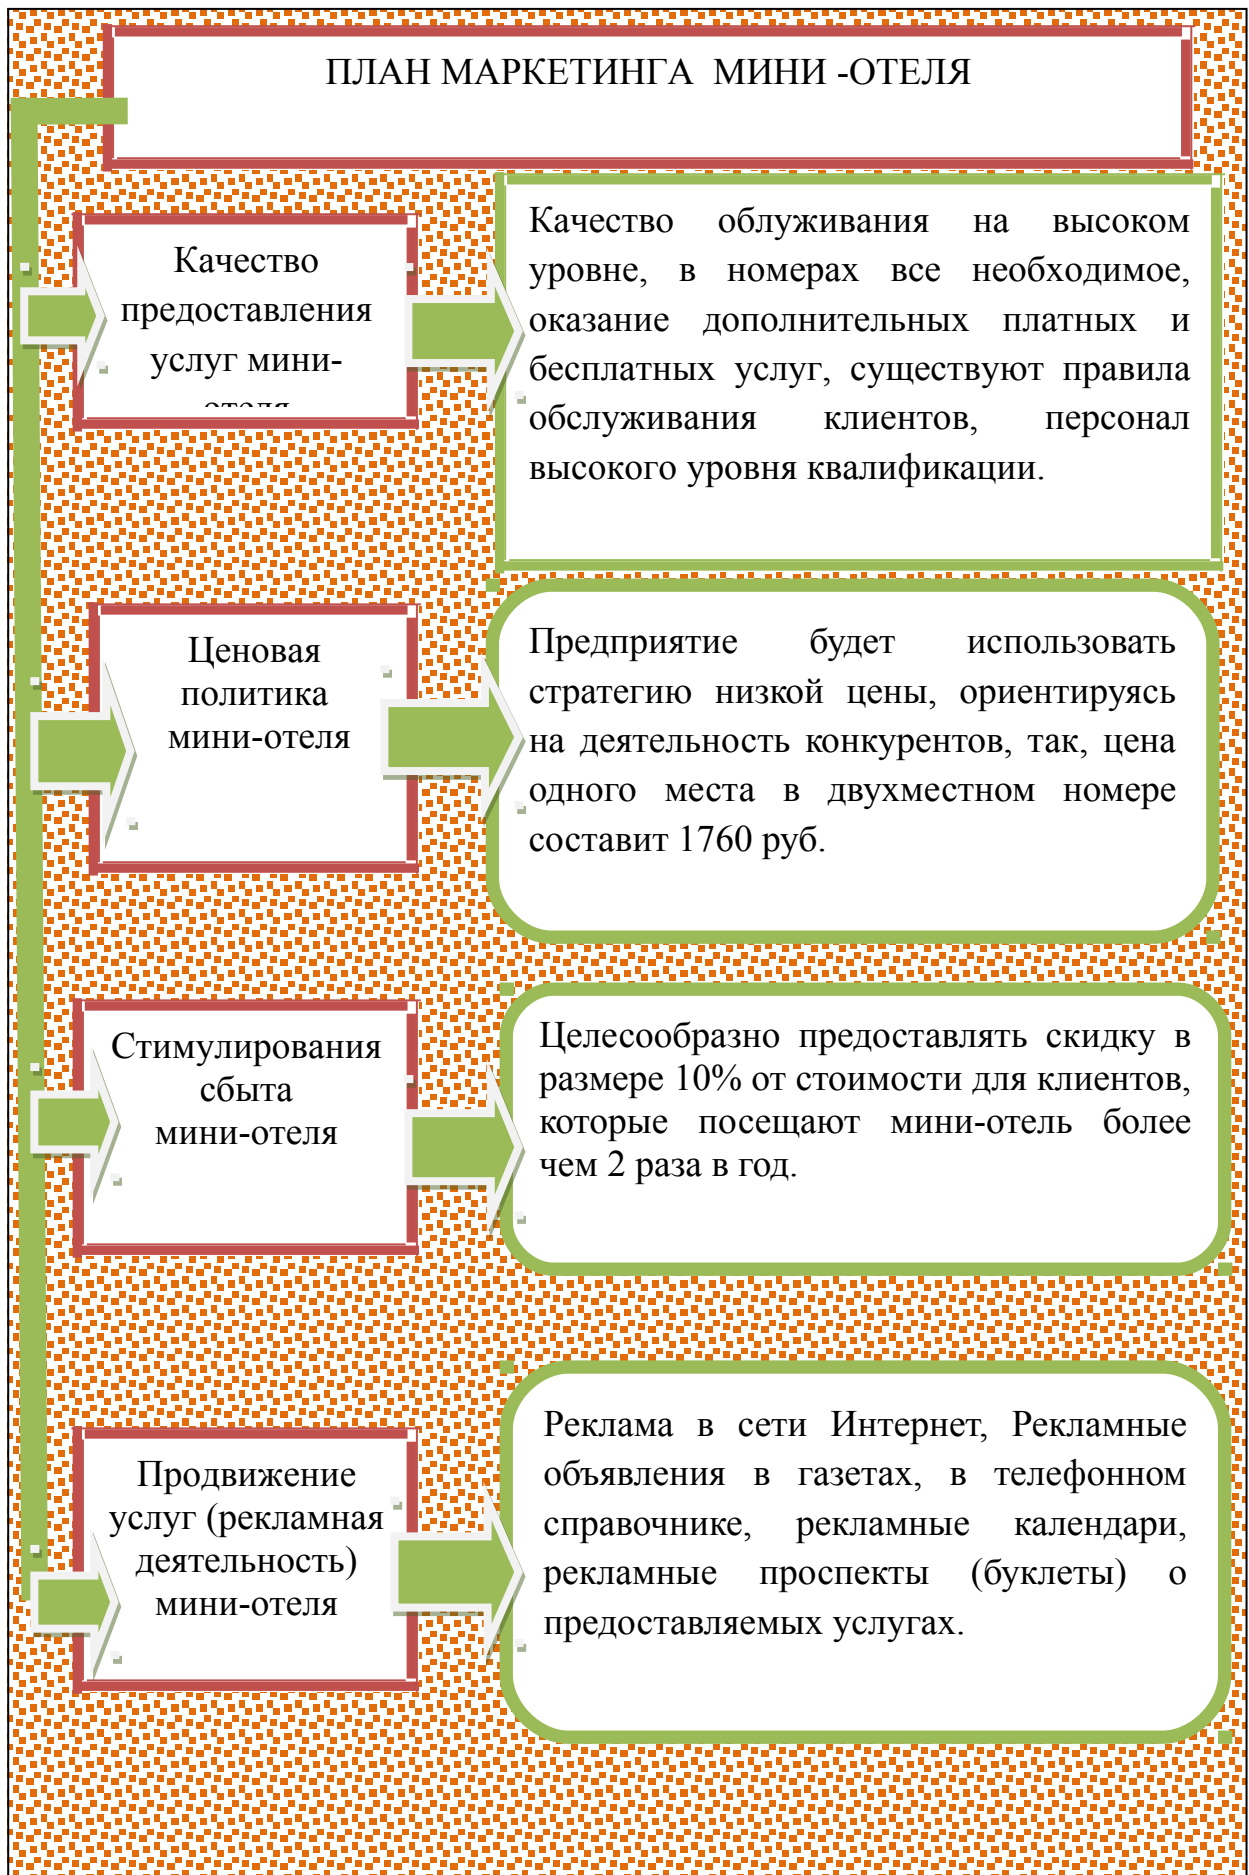 ПЛАН МАРКЕТИНГА МИНИ -ОТЕЛЯ
Качество
предоставления
услуг мини-
отеля
Качество облуживания на высоком
уровне, в номерах все необходимое,
оказание дополнительных платных и
бесплатных услуг, существуют правила
обслуживания клиентов, персонал
высокого уровня квалификации.
Ценовая
политика
мини-отеля
Предприятие будет использовать
стратегию низкой цены, ориентируясь
на деятельность конкурентов, так, цена
одного места в двухместном номере
составит 1760 руб.
Стимулирования
сбыта
мини-отеля
Целесообразно предоставлять скидку в
размере 10% от стоимости для клиентов,
которые посещают мини-отель более
чем 2 раза в год.
Продвижение
услуг (рекламная
деятельность)
мини-отеля
Реклама в сети Интернет, Рекламные
объявления в газетах, в телефонном
справочнике, рекламные календари,
рекламные проспекты (буклеты) о
предоставляемых услугах.